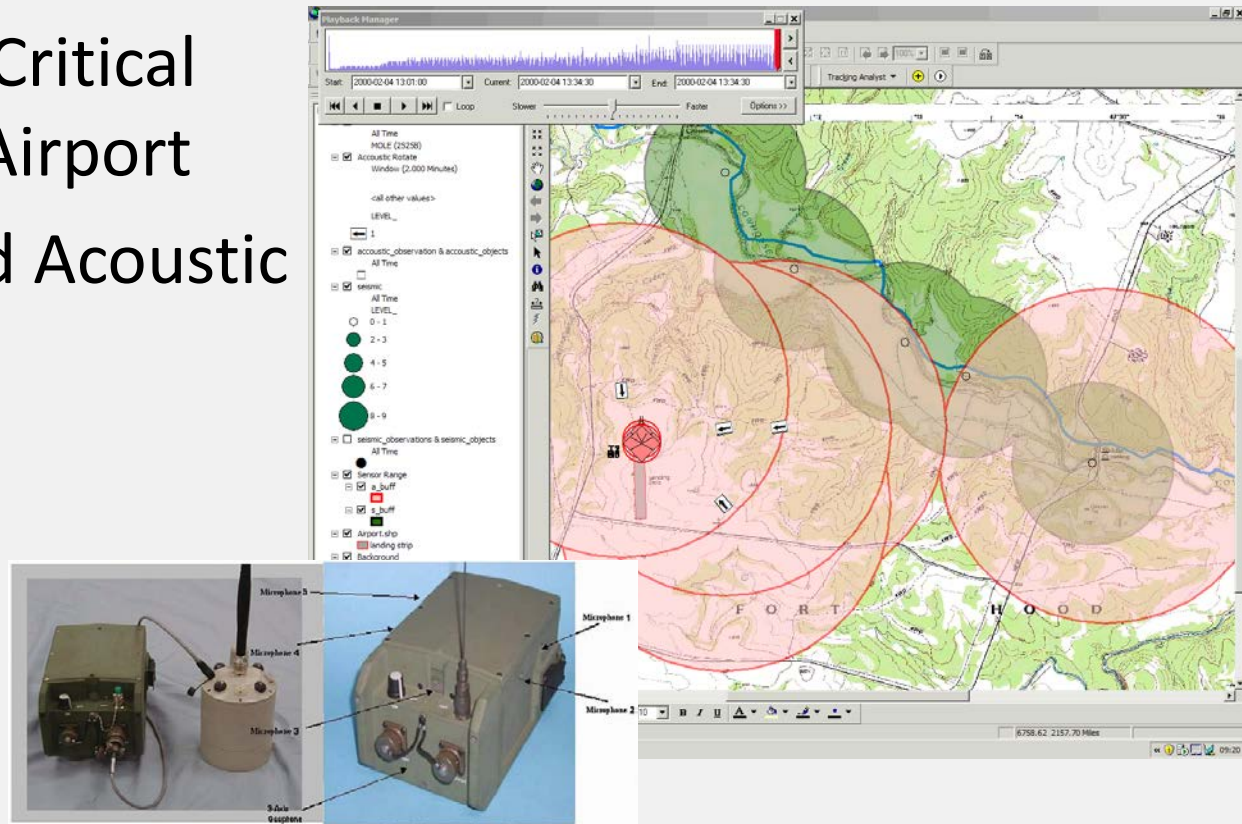 Critical
Airport
d Acoustic
Playback Manager
Start: 2000-02-04 13:01:00 Current: 2000-02-04 13:34:30 End: 2000-02-04 13:34:30
Loop Slower Faster Options >>
100%
Tracking Analyst
All Time
MOLE (25258)
Accoustic Rotate
Window (2.000 Minutes)
<all other values>
LEVEL_
1
accoustic_observation & accoustic_objects
All Time
seismic
All Time
LEVEL_
0 - 1
2 - 3
4 - 5
6 - 7
8 - 9
seismic_observations & seismic_objects
All Time
Sensor Range
a_buff
s_buff
Airport.shp
landing strip
Background
COWHOUSE
landing
F O R T H O O D
10 B I U A
6758.62 2157.70 Miles
09:20
Microphone 5
Microphone 1
Microphone 4
Microphone 2
Microphone 3
3-Axis
Geophone